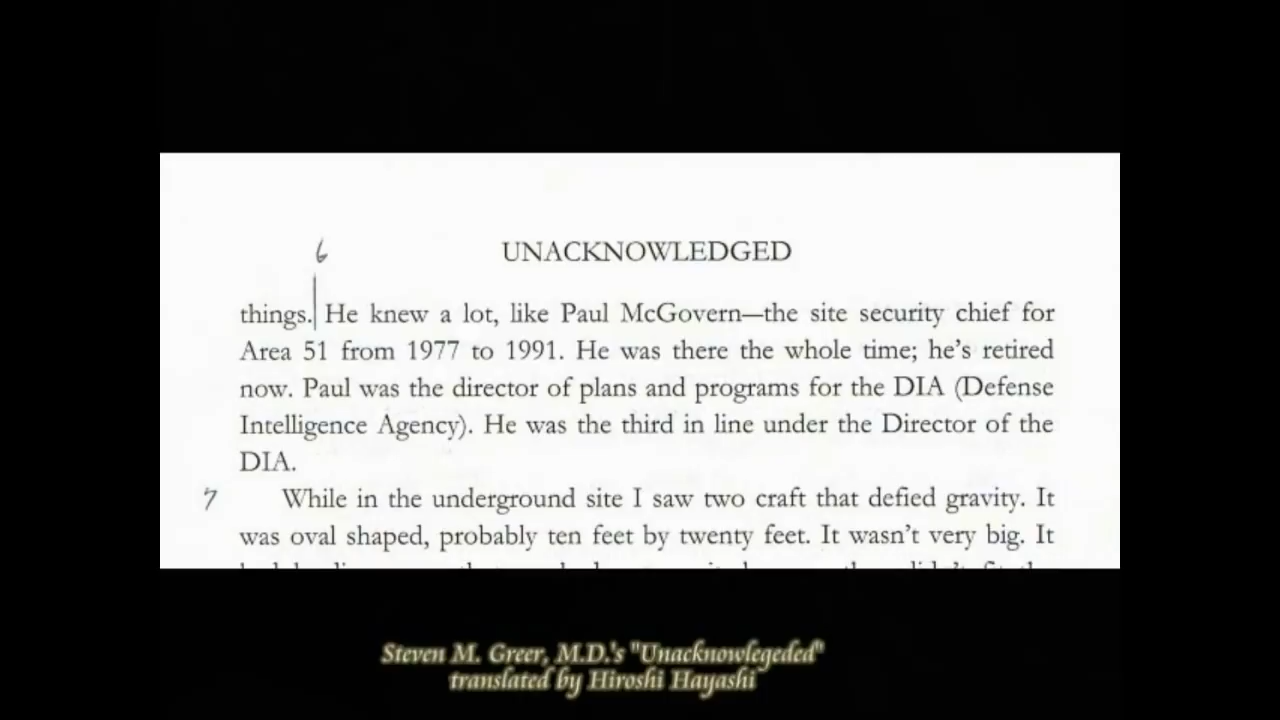 6
UNACKNOWLEDGED
things. He knew a lot, like Paul McGovern—the site security chief for
Area 51 from 1977 to 1991. He was there the whole time; he's retired
now. Paul was the director of plans and programs for the DIA (Defense
Intelligence Agency). He was the third in line under the Director of the
DIA.
7 While in the underground site I saw two craft that defied gravity. It
was oval shaped, probably ten feet by twenty feet. It wasn't very big. It
Steven M. Greer, M.D.'s "Unacknowlegeded"
translated by Hiroshi Hayashi